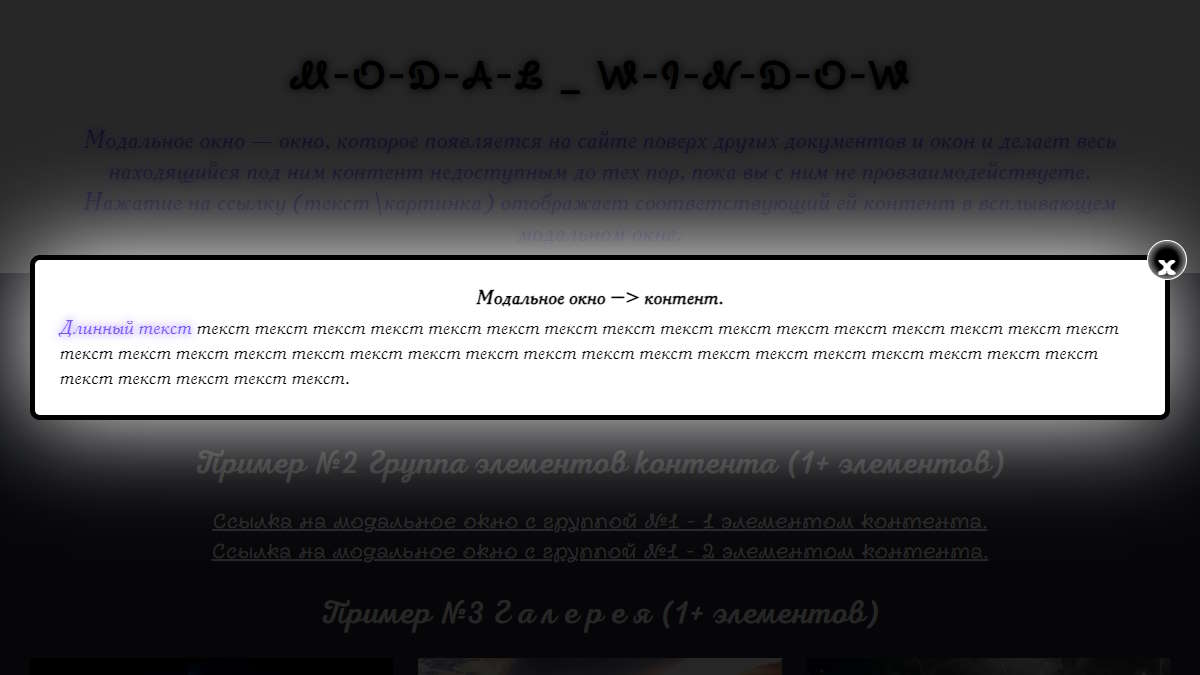 M-O-D-A-L _ W-I-N-D-O-W
Модальное окно — окно, которое появляется на сайте поверх других документов и окон и делает весь
находящийся под ним контент недоступным до тех пор, пока вы с ним не провзаимодействуете.
Нажатие на ссылку (текст\картинка) отображает соответствующий ей контент в всплывающем
модальном окне.
x
Модальное окно —> контент.
Длинный текст текст текст текст текст текст текст текст текст текст текст текст текст текст текст текст текст текст
текст текст текст текст текст текст текст текст текст текст текст текст текст текст текст текст текст текст
текст текст текст текст текст.
Пример №2 Группа элементов контента (1+ элементов)
Ссылка на модальное окно с группой №1 - 1 элементом контента.
Ссылка на модальное окно с группой №1 - 2 элементом контента.
Пример №3 Г а л е р е я (1+ элементов)